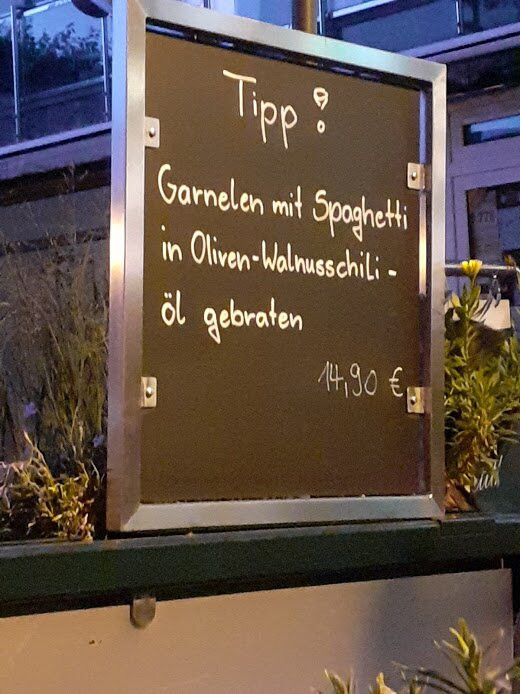 Tipp!
Garnelen mit Spaghetti
in Oliven-Walnusschili-
öl gebraten
14,90 €